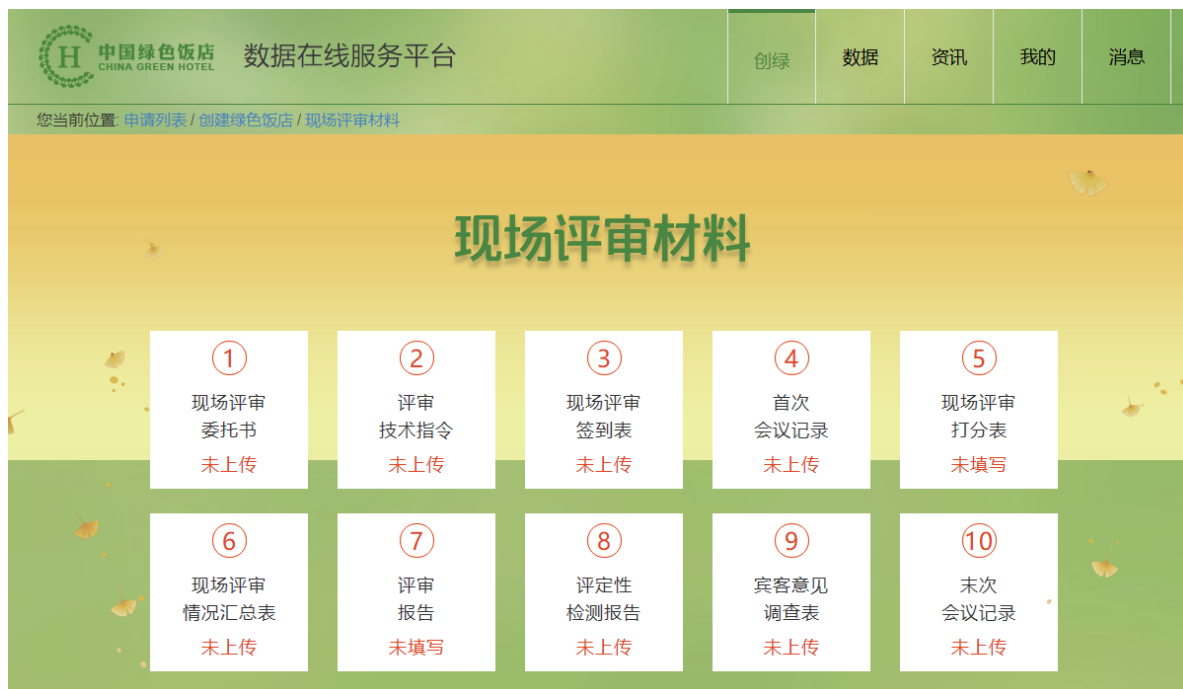 中国绿色饭店
CHINA GREEN HOTEL
数据在线服务平台
创绿
数据
资讯
我的
消息
您当前位置: 申请列表 / 创建绿色饭店 / 现场评审材料
现场评审材料
1
现场评审
委托书
未上传
2
评审
技术指令
未上传
3
现场评审
签到表
未上传
4
首次
会议记录
未上传
5
现场评审
打分表
未填写
6
现场评审
情况汇总表
未上传
7
评审
报告
未填写
8
评定性
检测报告
未上传
9
宾客意见
调查表
未上传
10
末次
会议记录
未上传